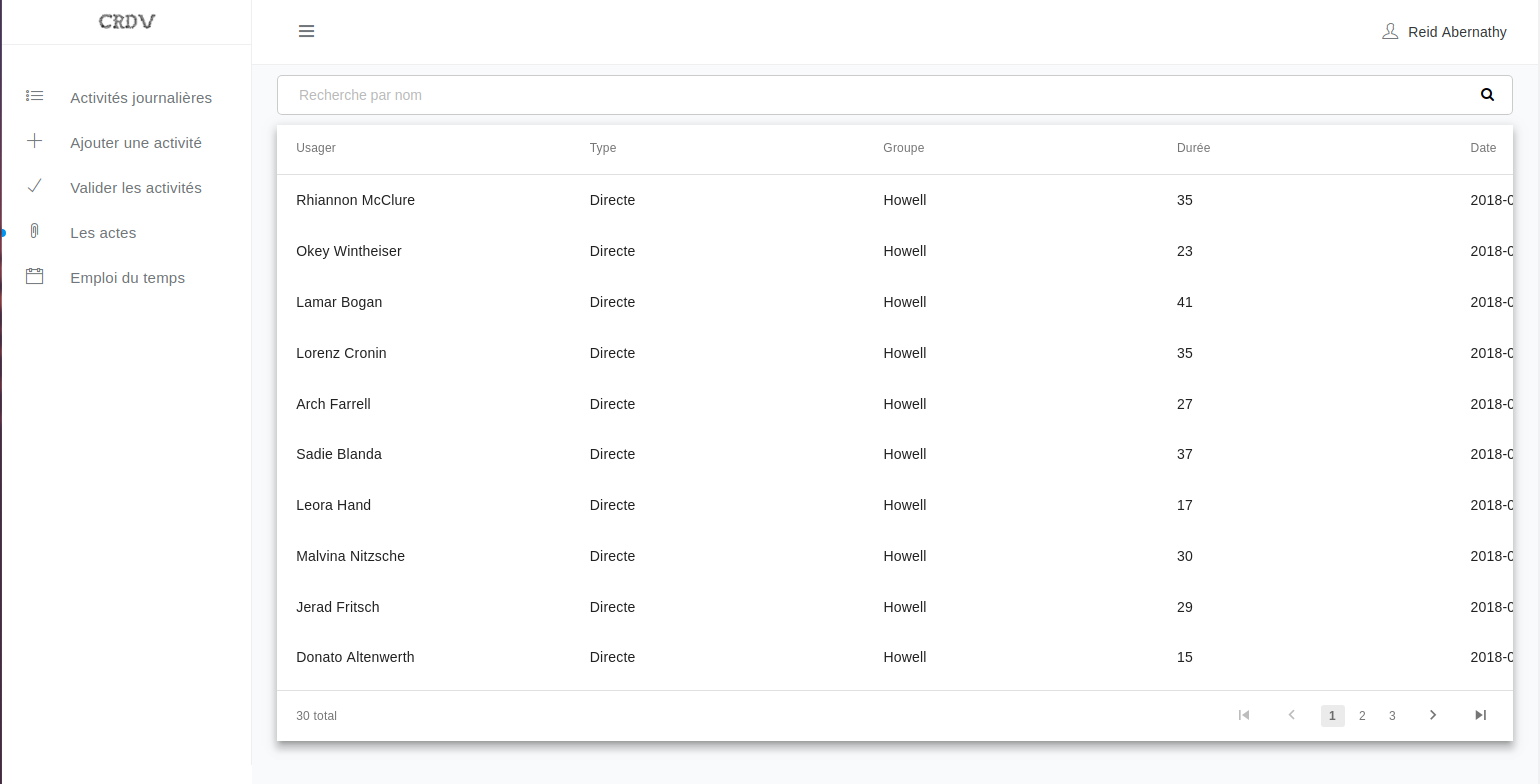 CRDV
Reid Abernathy
Activités journalières
Ajouter une activité
Valider les activités
Les actes
Emploi du temps
Recherche par nom
Usager Type Groupe Durée Date
Rhiannon McClure Directe Howell 35 2018-0
Okey Wintheiser Directe Howell 23 2018-0
Lamar Bogan Directe Howell 41 2018-0
Lorenz Cronin Directe Howell 35 2018-0
Arch Farrell Directe Howell 27 2018-0
Sadie Blanda Directe Howell 37 2018-0
Leora Hand Directe Howell 17 2018-0
Malvina Nitzsche Directe Howell 30 2018-0
Jerad Fritsch Directe Howell 29 2018-0
Donato Altenwerth Directe Howell 15 2018-0
30 total 1 2 3